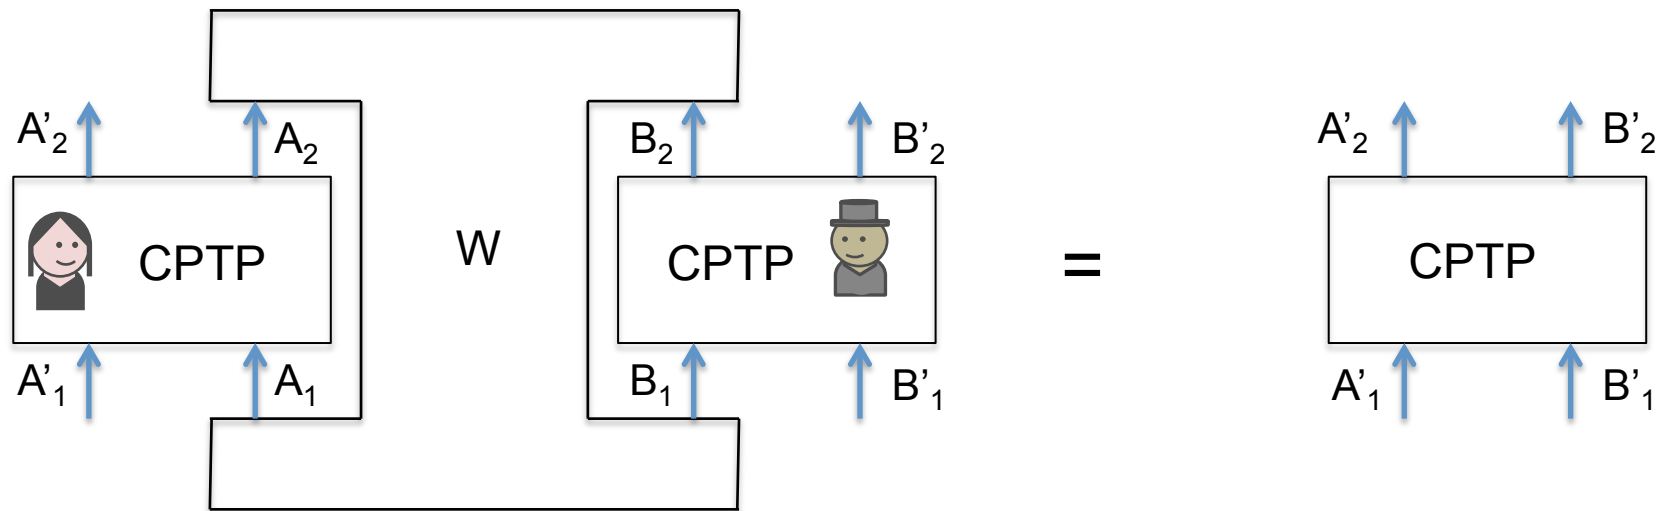 A’2 A2 B2 B’2 A’2 B’2
CPTP W CPTP = CPTP
A’1 A1 B1 B’1 A’1 B’1